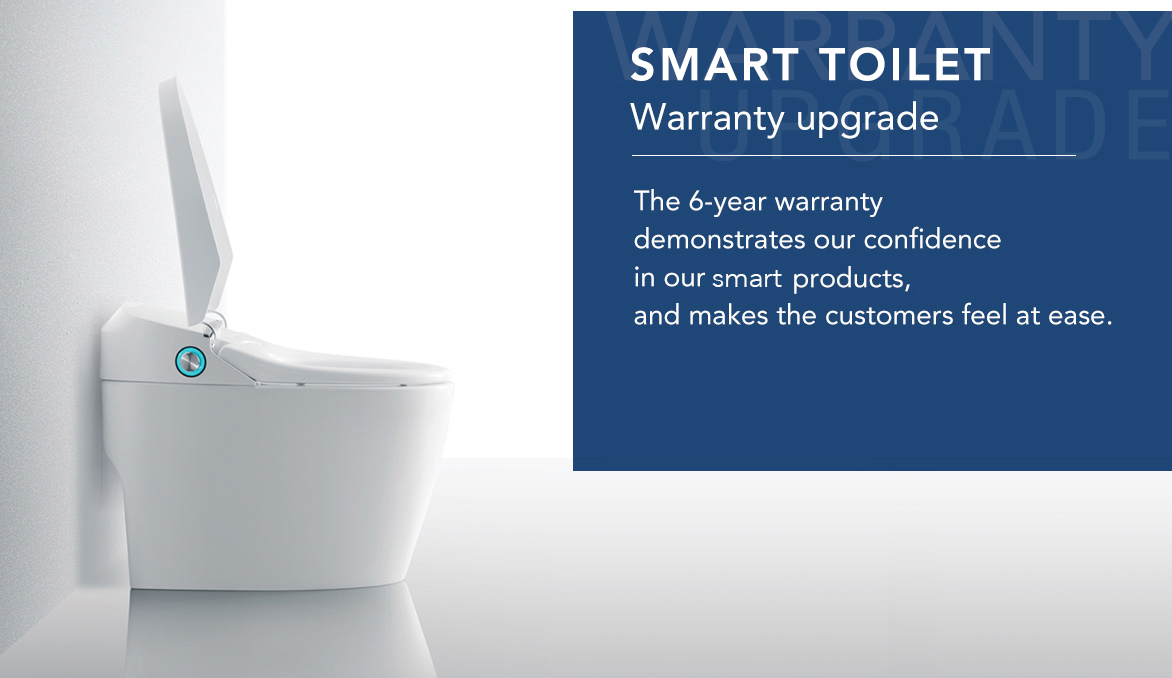 WARRANTY
UPGRADE
SMART TOILET
Warranty upgrade
The 6-year warranty
demonstrates our confidence
in our smart products,
and makes the customers feel at ease.